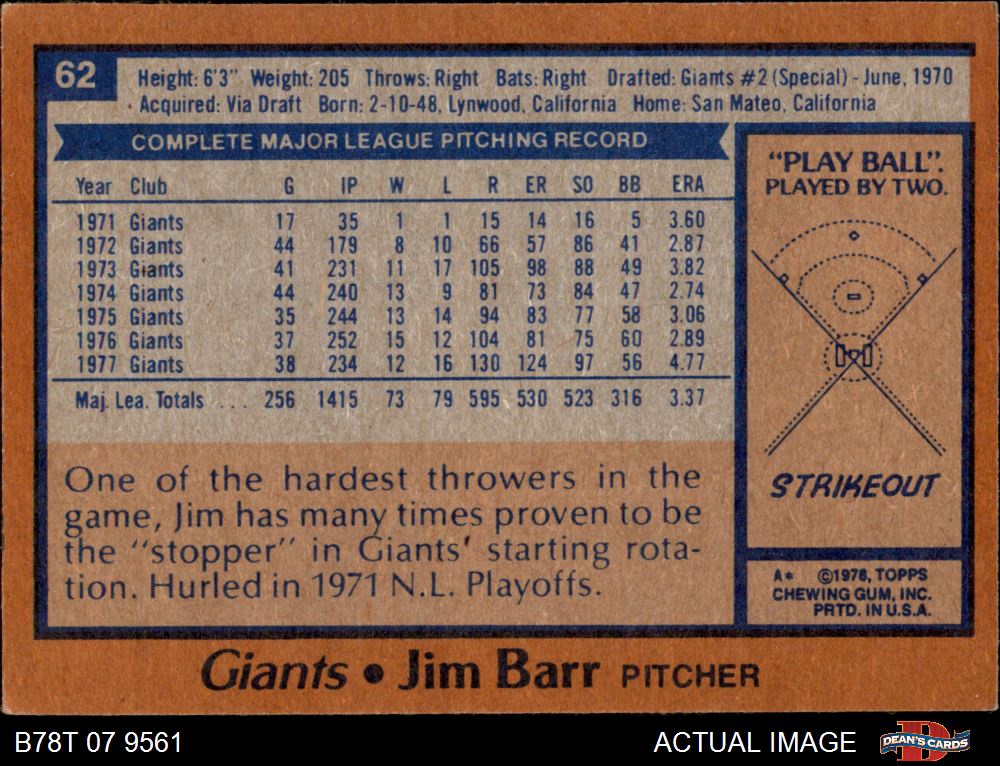 62
Height: 6'3" Weight: 205 Throws: Right Bats: Right Drafted: Giants #2 (Special) - June, 1970
Acquired: Via Draft Born: 2-10-48, Lynwood, California Home: San Mateo, California
COMPLETE MAJOR LEAGUE PITCHING RECORD
Year Club G IP W L R ER SO BB ERA
1971 Giants 17 35 1 1 15 14 16 5 3.60
1972 Giants 44 179 8 10 66 57 86 41 2.87
1973 Giants 41 231 11 17 105 98 88 49 3.82
1974 Giants 44 240 13 9 81 73 84 47 2.74
1975 Giants 35 244 13 14 94 83 77 58 3.06
1976 Giants 37 252 15 12 104 81 75 60 2.89
1977 Giants 38 234 12 16 130 124 97 56 4.77
Maj. Lea. Totals ... 256 1415 73 79 595 530 523 316 3.37
One of the hardest throwers in the
game, Jim has many times proven to be
the "stopper" in Giants' starting rota-
tion. Hurled in 1971 N.L. Playoffs.
"PLAY BALL".
PLAYED BY TWO.
STRIKEOUT
A* ©1978, TOPPS
CHEWING GUM, INC.
PRTD. IN U.S.A.
Giants • Jim Barr PITCHER
B78T 07 9561
ACTUAL IMAGE
DEAN'S CARDS